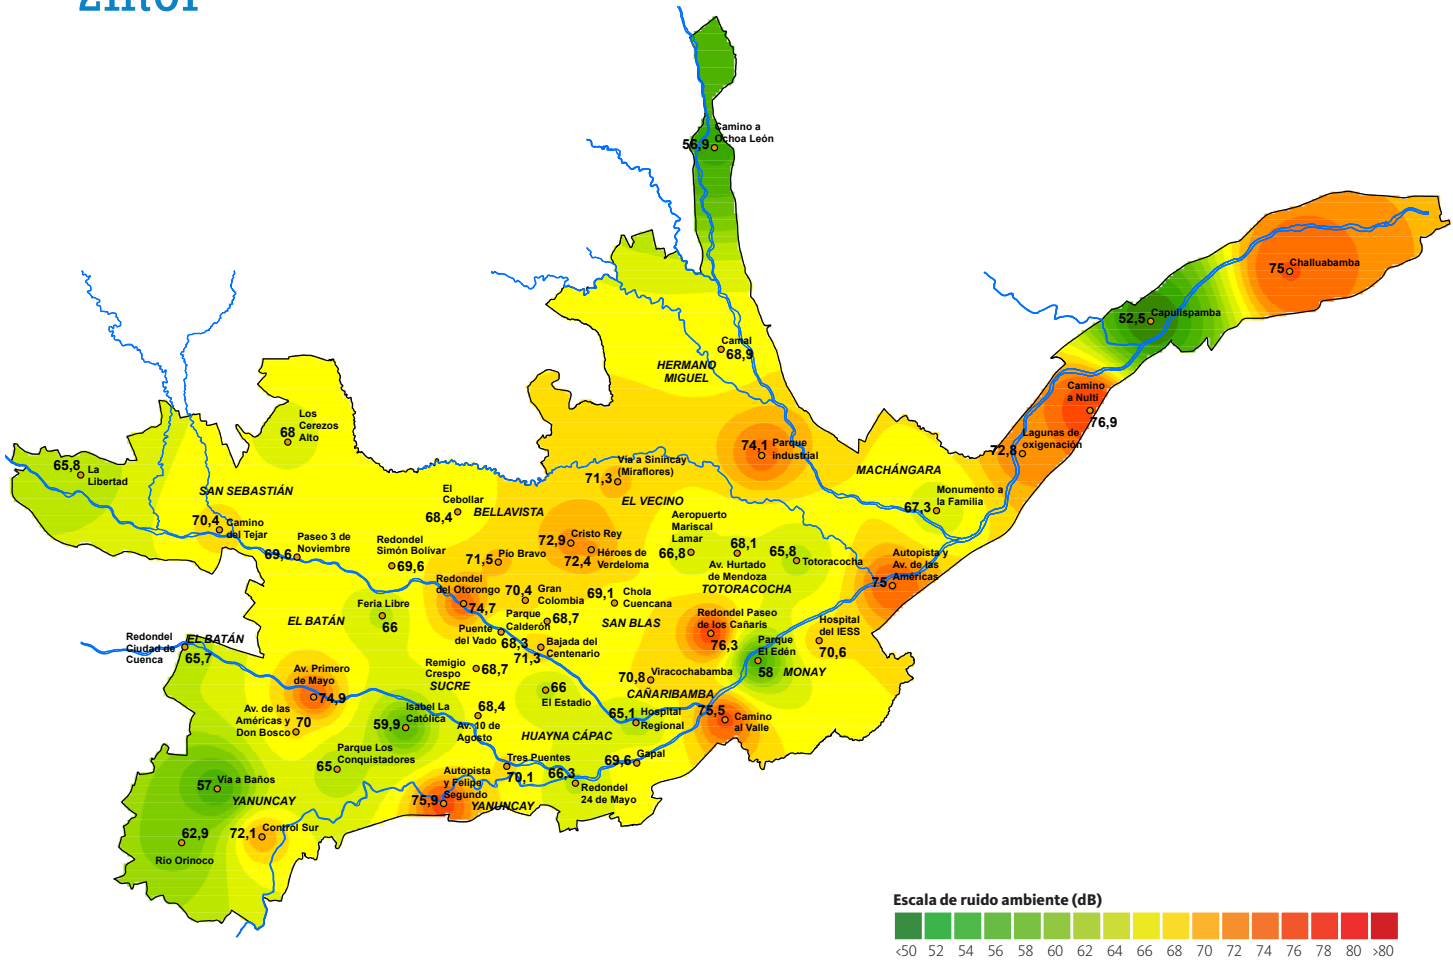 Camino a
Ochoa León
56,9
Challuabamba
75
Capulispamba
52,5
Camal
68,9
HERMANO
MIGUEL
Camino
a Nulti
76,9
Los
Cerezos
Alto
68
Lagunas de
oxigenación
72,8
Parque
industrial
74,1
La
Libertad
65,8
Vía a Sinincay
(Miraflores)
71,3
MACHÁNGARA
SAN SEBASTIÁN
El
Cebollar
68,4
BELLAVISTA
EL VECINO
Monumento a
la Familia
67,3
Camino
del Tejar
70,4
Aeropuerto
Mariscal
Lamar
66,8
Paseo 3 de
Noviembre
69,6
Redondel
Simón Bolívar
69,6
Cristo Rey
72,9
Héroes de
Verdeloma
72,4
Pío Bravo
71,5
68,1
Av. Hurtado
de Mendoza
65,8
Totoracocha
TOTORACOCHA
Autopista y
Av. de las
Américas
75
Redondel
del Otorongo
74,7
Gran
Colombia
70,4
Chola
Cuencana
69,1
Feria Libre
66
EL BATÁN
Parque
Calderón
68,7
SAN BLAS
Redondel Paseo
de los Cañaris
76,3
Hospital
del IESS
70,6
Puente
del Vado
68,3
Bajada del
Centenario
71,3
Redondel
Ciudad de
Cuenca
65,7
EL BATÁN
Parque
El Edén
58
MONAY
Remigio
Crespo
68,7
SUCRE
Viracochabamba
70,8
CAÑARIBAMBA
Av. Primero
de Mayo
74,9
66
El Estadio
Isabel La
Católica
59,9
68,4
Av. 10 de
Agosto
Hospital
Regional
65,1
Camino
al Valle
75,5
Av. de las
Américas y
Don Bosco
70
HUAYNA CÁPAC
Parque Los
Conquistadores
65
Tres Puentes
70,1
Gapal
69,6
Vía a Baños
57
YANUNCAY
Autopista
y Felipe
Segundo
75,9
YANUNCAY
66,3
Redondel
24 de Mayo
62,9
Río Orinoco
Control Sur
72,1
Escala de ruido ambiente (dB)
<50 52 54 56 58 60 62 64 66 68 70 72 74 76 78 80 >80